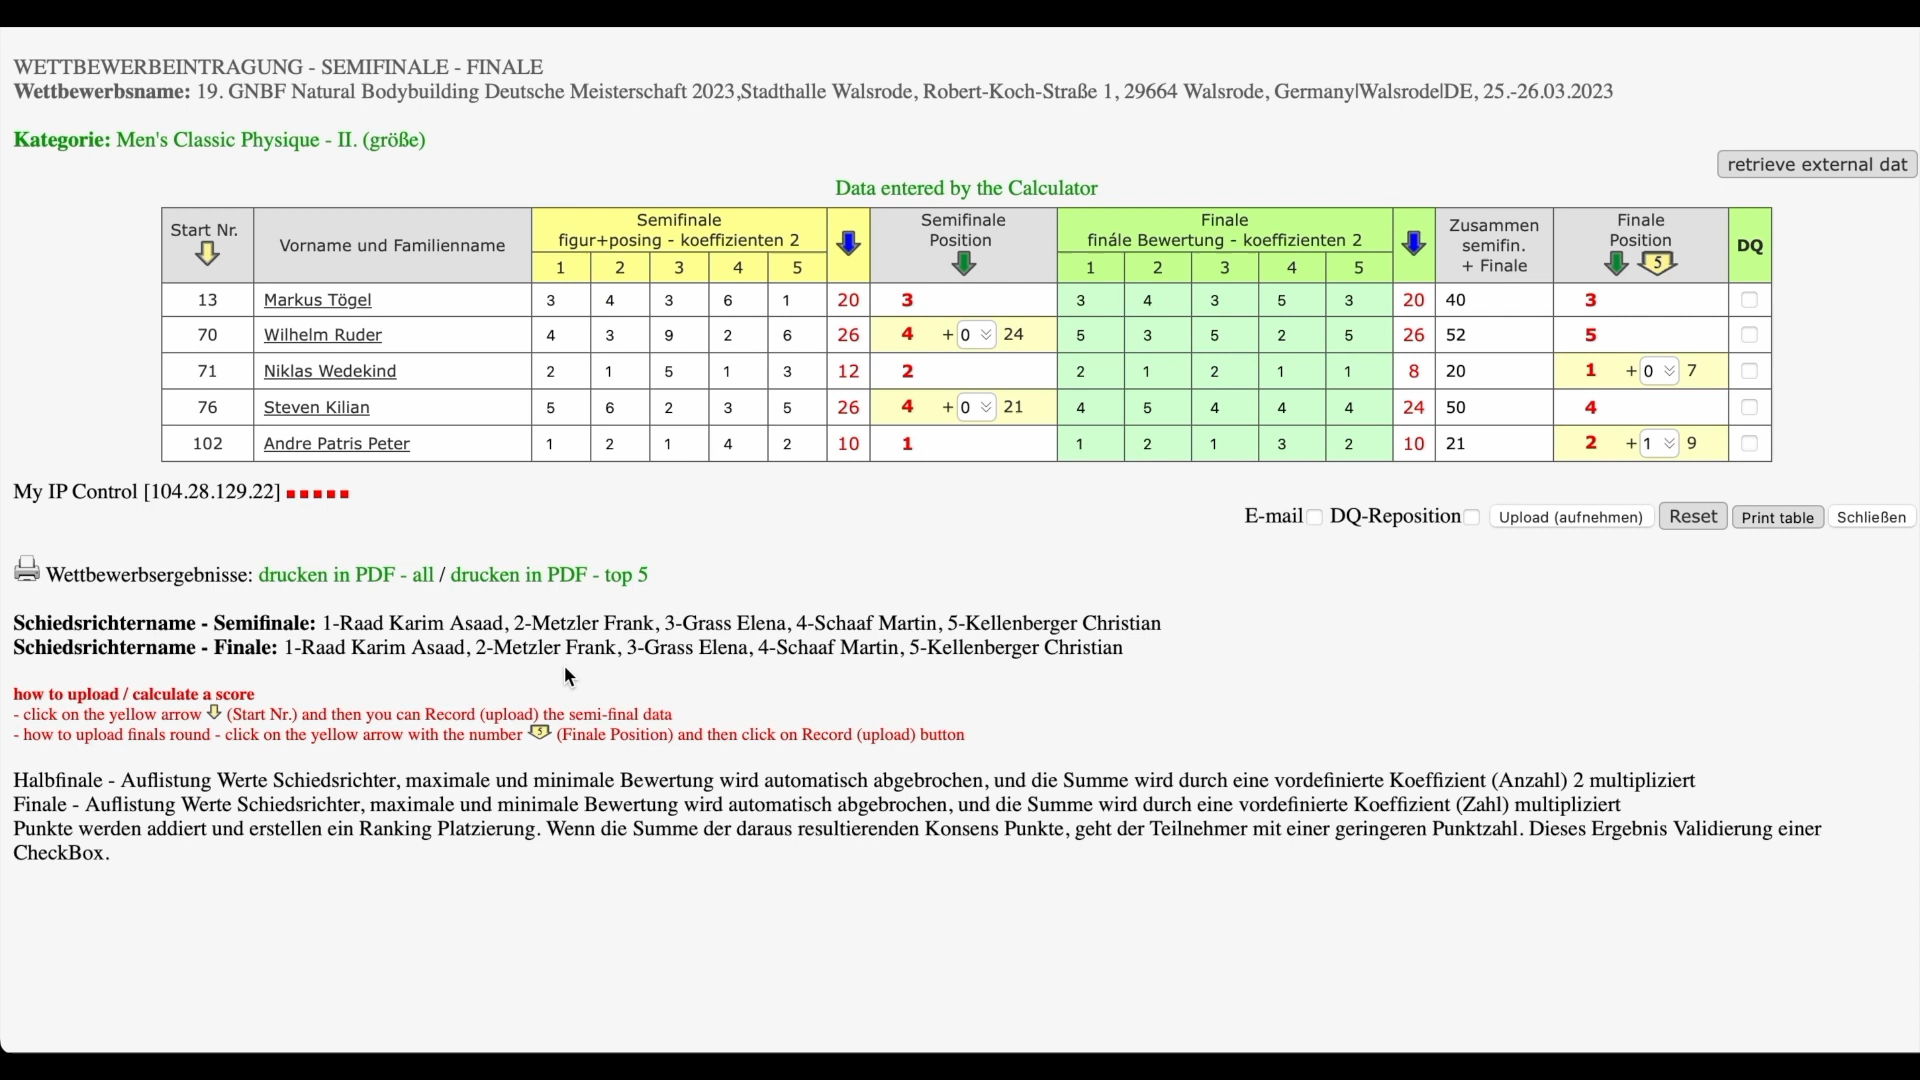 WETTBEWERBEINTRAGUNG - SEMIFINALE - FINALE
Wettbewerbsname: 19. GNBF Natural Bodybuilding Deutsche Meisterschaft 2023,Stadthalle Walsrode, Robert-Koch-Straße 1, 29664 Walsrode, Germany|Walsrode|DE, 25.-26.03.2023
Kategorie: Men's Classic Physique - II. (größe)
retrieve external dat
Data entered by the Calculator
Start Nr. Vorname und Familienname Semifinale figur+posing - koeffizienten 2 Semifinale Position Finale finále Bewertung - koeffizienten 2 Zusammen semifin. + Finale Finale Position 5 DQ
1 2 3 4 5 1 2 3 4 5
13 Markus Tögel 3 4 3 6 1 20 3 3 4 3 5 3 20 40 3
70 Wilhelm Ruder 4 3 9 2 6 26 4 +0 24 5 3 5 2 5 26 52 5
71 Niklas Wedekind 2 1 5 1 3 12 2 2 1 2 1 1 8 20 1 +0 7
76 Steven Kilian 5 6 2 3 5 26 4 +0 21 4 5 4 4 4 24 50 4
102 Andre Patris Peter 1 2 1 4 2 10 1 1 2 1 3 2 10 21 2 +1 9
My IP Control [104.28.129.22]
E-mail DQ-Reposition Upload (aufnehmen) Reset Print table Schließen
Wettbewerbsergebnisse: drucken in PDF - all / drucken in PDF - top 5
Schiedsrichtername - Semifinale: 1-Raad Karim Asaad, 2-Metzler Frank, 3-Grass Elena, 4-Schaaf Martin, 5-Kellenberger Christian
Schiedsrichtername - Finale: 1-Raad Karim Asaad, 2-Metzler Frank, 3-Grass Elena, 4-Schaaf Martin, 5-Kellenberger Christian
how to upload / calculate a score
- click on the yellow arrow (Start Nr.) and then you can Record (upload) the semi-final data
- how to upload finals round - click on the yellow arrow with the number 5 (Finale Position) and then click on Record (upload) button
Halbfinale - Auflistung Werte Schiedsrichter, maximale und minimale Bewertung wird automatisch abgebrochen, und die Summe wird durch eine vordefinierte Koeffizient (Anzahl) 2 multipliziert
Finale - Auflistung Werte Schiedsrichter, maximale und minimale Bewertung wird automatisch abgebrochen, und die Summe wird durch eine vordefinierte Koeffizient (Zahl) multipliziert
Punkte werden addiert und erstellen ein Ranking Platzierung. Wenn die Summe der daraus resultierenden Konsens Punkte, geht der Teilnehmer mit einer geringeren Punktzahl. Dieses Ergebnis Validierung einer
CheckBox.